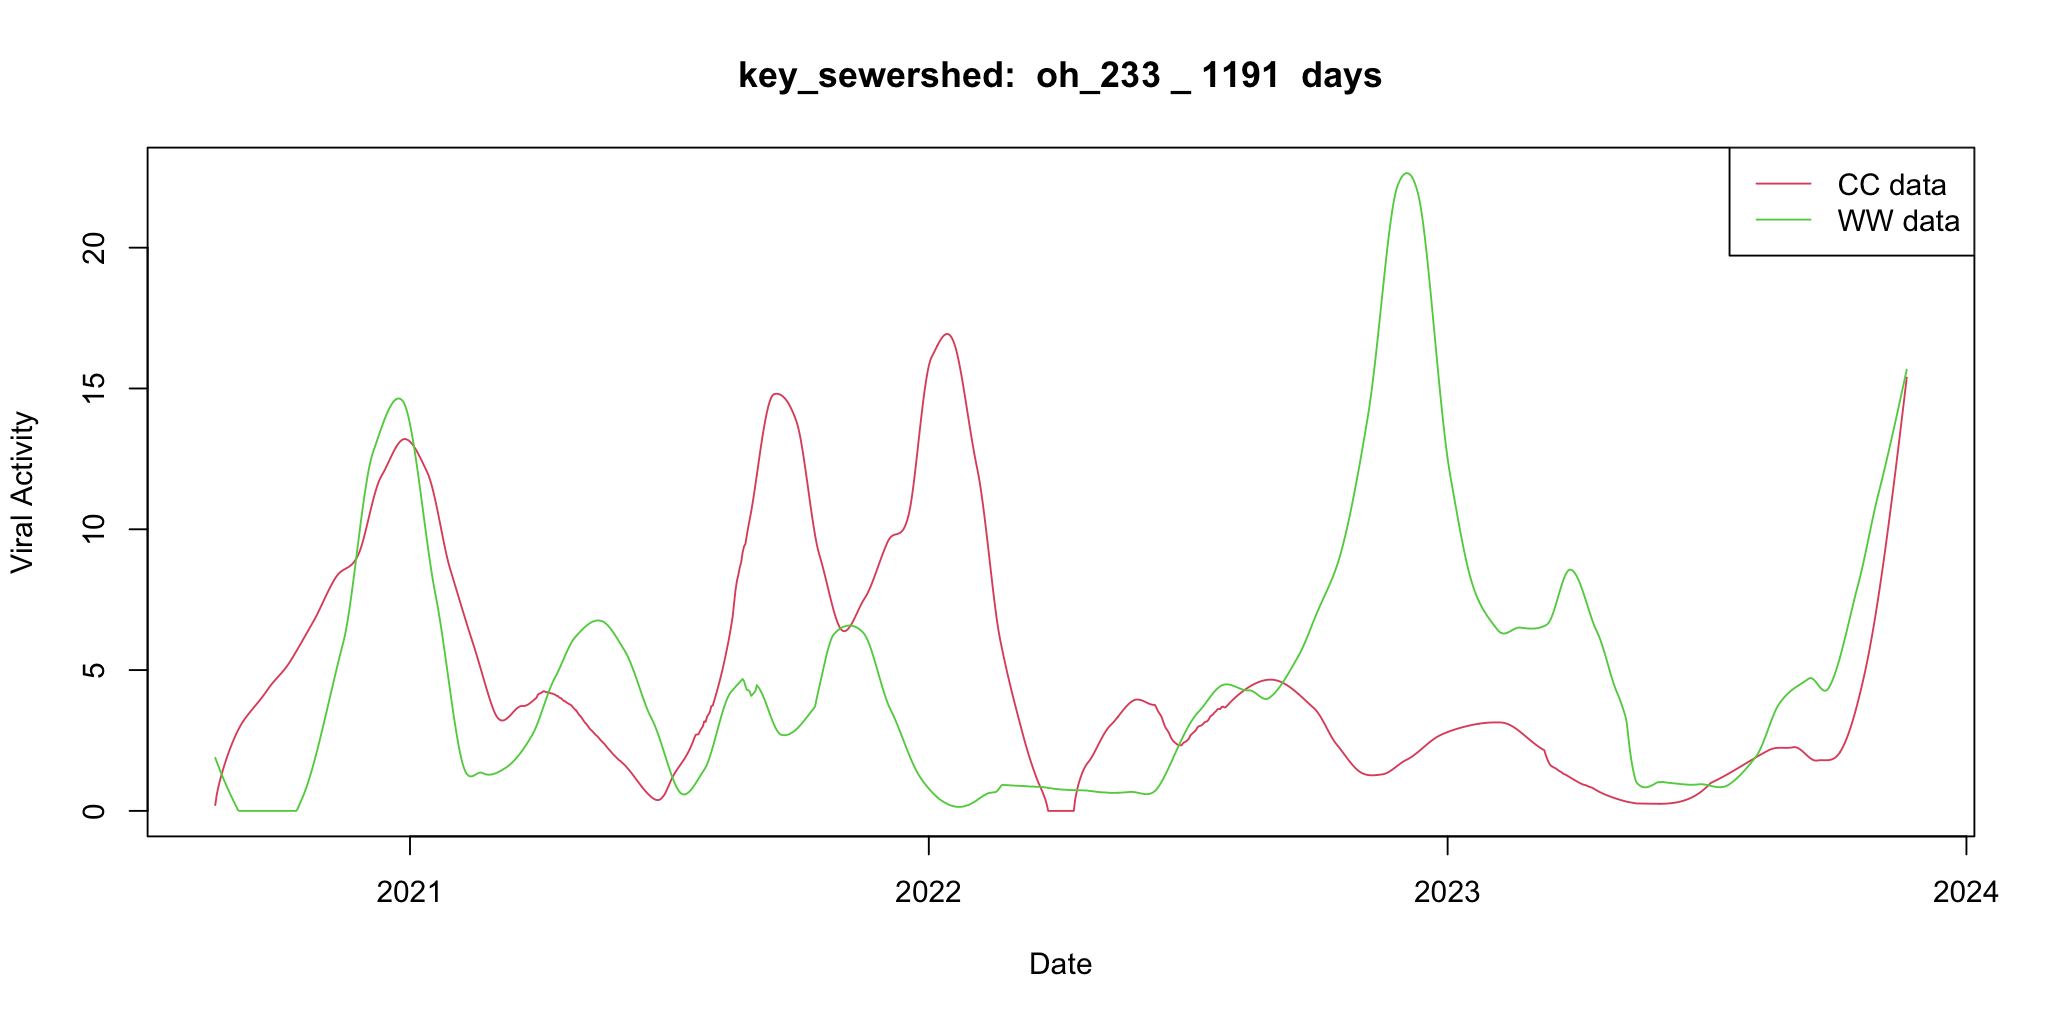 key_sewershed:  oh_233 _ 1191  days
CC data
WW data
Viral Activity
20
15
10
5
0
2021
2022
2023
2024
Date